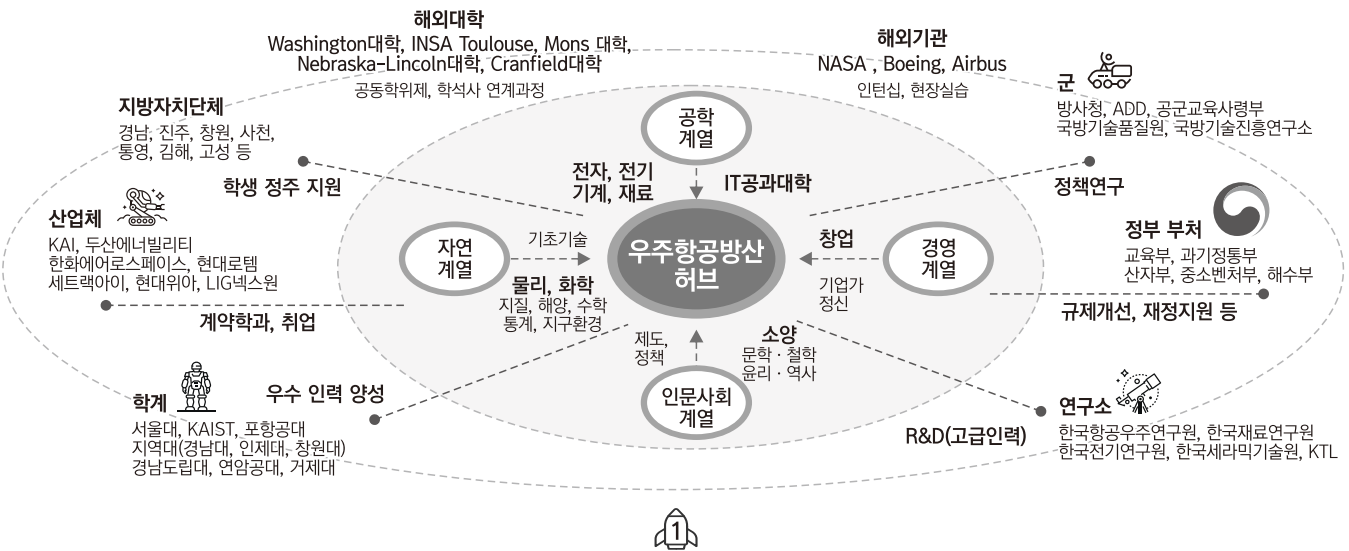 해외대학
Washington대학, INSA Toulouse, Mons 대학,
Nebraska-Lincoln대학, Cranfield대학
공동학위제, 학석사 연계과정
해외기관
NASA , Boeing, Airbus
인턴십, 현장실습
군
방사청, ADD, 공군교육사령부
국방기술품질원, 국방기술진흥연구소
정책연구
지방자치단체
경남, 진주, 창원, 사천,
통영, 김해, 고성 등
학생 정주 지원
공학
계열
전자, 전기
기계, 재료
IT공과대학
산업체
KAI, 두산에너빌리티
한화에어로스페이스, 현대로템
세트랙아이, 현대위아, LIG넥스원
계약학과, 취업
자연
계열
기초기술
물리, 화학
지질, 해양, 수학
통계, 지구환경
우주항공방산
허브
창업
기업가
정신
경영
계열
정부 부처
교육부, 과기정통부
산자부, 중소벤처부, 해수부
규제개선, 재정지원 등
제도,
정책
소양
문학 · 철학
윤리 · 역사
인문사회
계열
학계
우수 인력 양성
서울대, KAIST, 포항공대
지역대(경남대, 인제대, 창원대)
경남도립대, 연암공대, 거제대
연구소
R&D(고급인력)
한국항공우주연구원, 한국재료연구원
한국전기연구원, 한국세라믹기술원, KTL
1